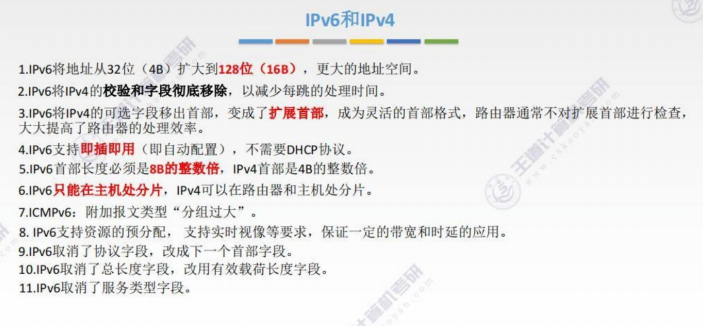 IPv6和IPv4
1.IPv6将地址从32位（4B）扩大到128位（16B），更大的地址空间。
2.IPv6将IPv4的校验和字段彻底移除，以减少每跳的处理时间。
3.IPv6将IPv4的可选字段移出首部，变成了扩展首部，成为灵活的首部格式，路由器通常不对扩展首部进行检查，
大大提高了路由器的处理效率。
4.IPv6支持即插即用（即自动配置），不需要DHCP协议。
5.IPv6首部长度必须是8B的整数倍，IPv4首部是4B的整数倍。
6.IPv6只能在主机处分片，IPv4可以在路由器和主机处分片。
7.ICMPv6：附加报文类型“分组过大”。
8. IPv6支持资源的预分配， 支持实时视像等要求，保证一定的带宽和时延的应用。
9.IPv6取消了协议字段，改成下一个首部字段。
10.IPv6取消了总长度字段，改用有效载荷长度字段。
11.IPv6取消了服务类型字段。
王道计算机考研